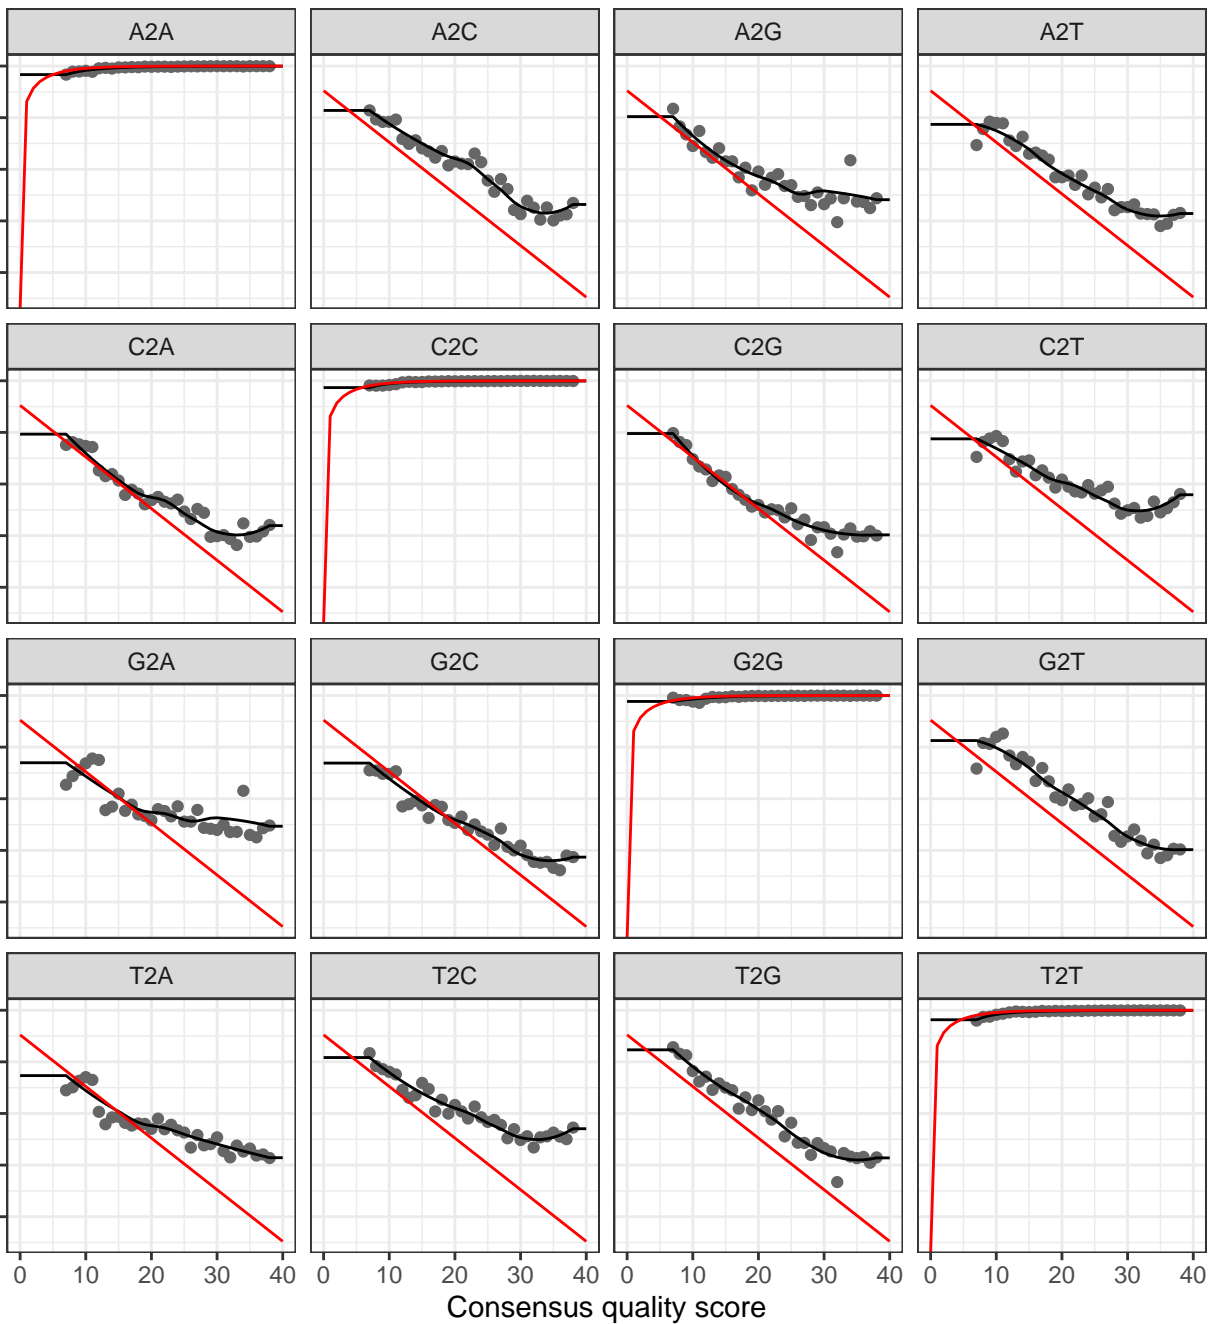 A2A A2C A2G A2T
C2A C2C C2G C2T
G2A G2C G2G G2T
T2A T2C T2G T2T
0 10 20 30 40 0 10 20 30 40 0 10 20 30 40 0 10 20 30 40
Consensus quality score